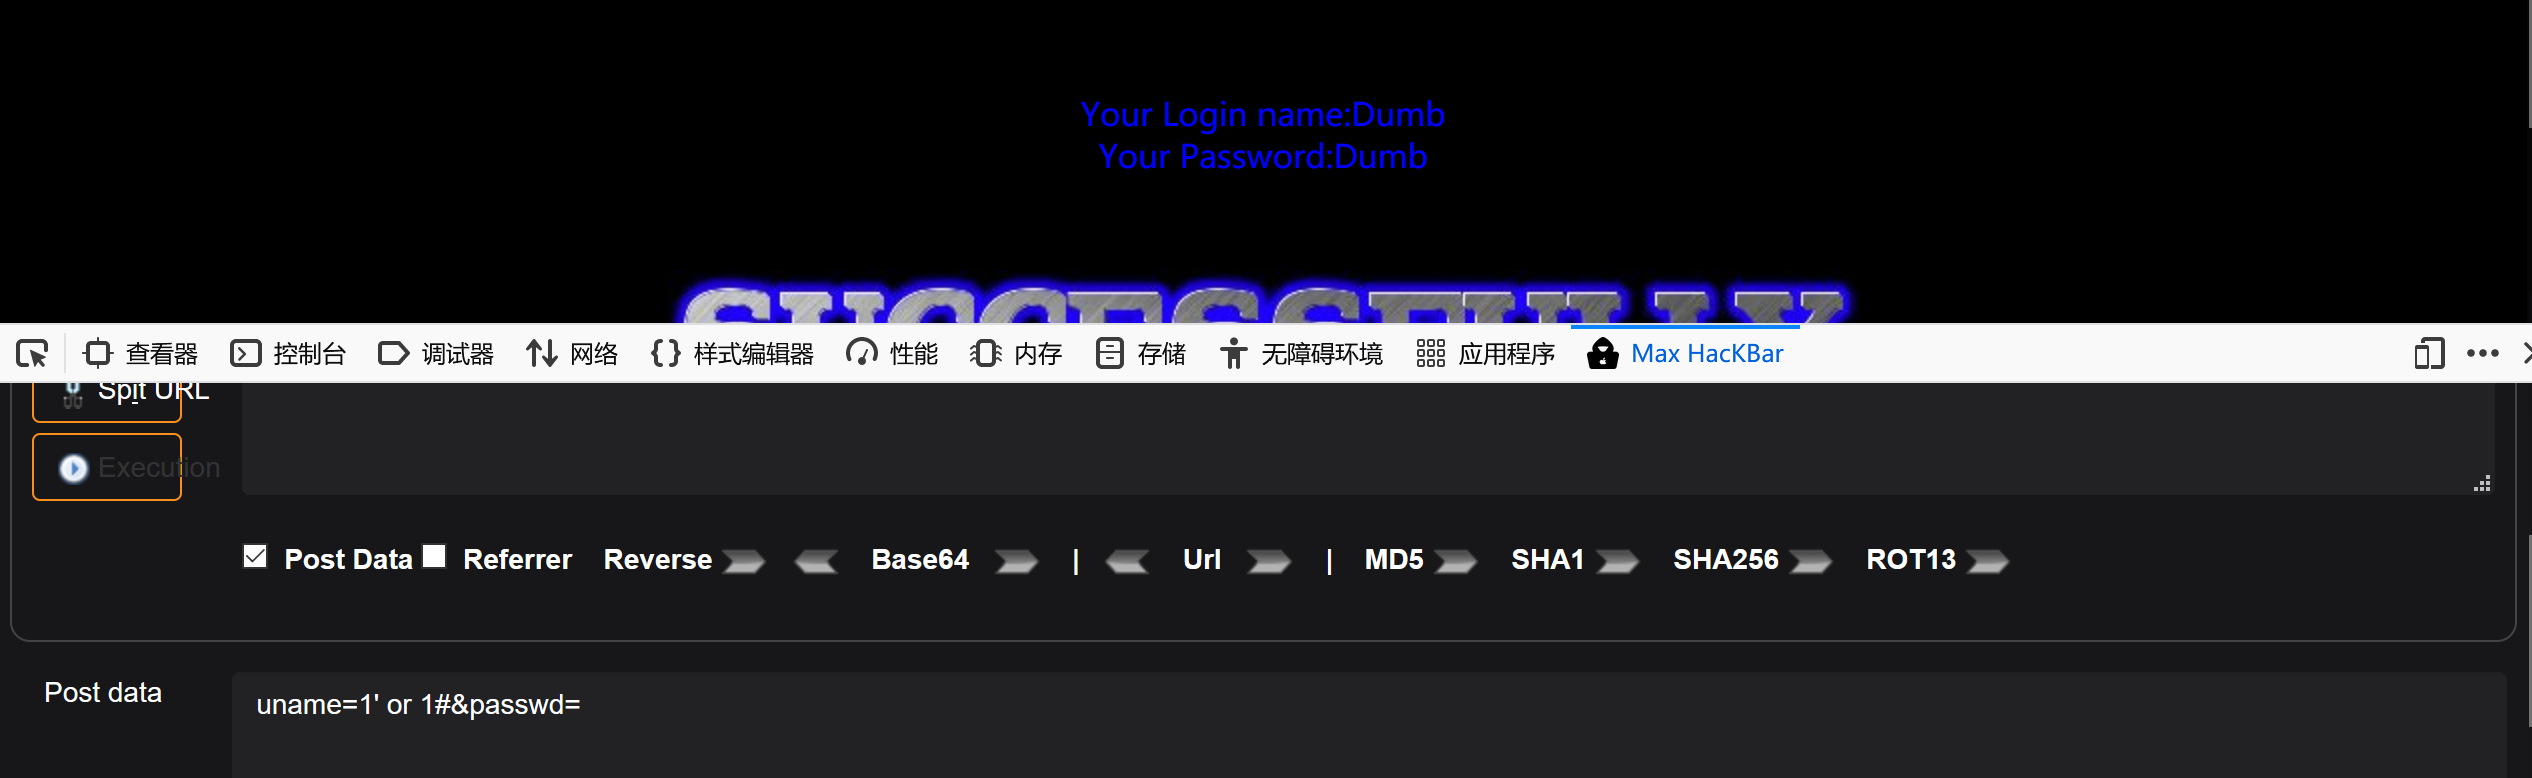 Your Login name:Dumb
Your Password:Dumb
SUCCESSFULLY
查看器 控制台 调试器 网络 {} 样式编辑器 性能 内存 存储 无障碍环境 应用程序 Max HacKBar
Spit URL
Execution
Post Data Referrer Reverse Base64 | Url | MD5 SHA1 SHA256 ROT13
Post data
uname=1' or 1#&passwd=